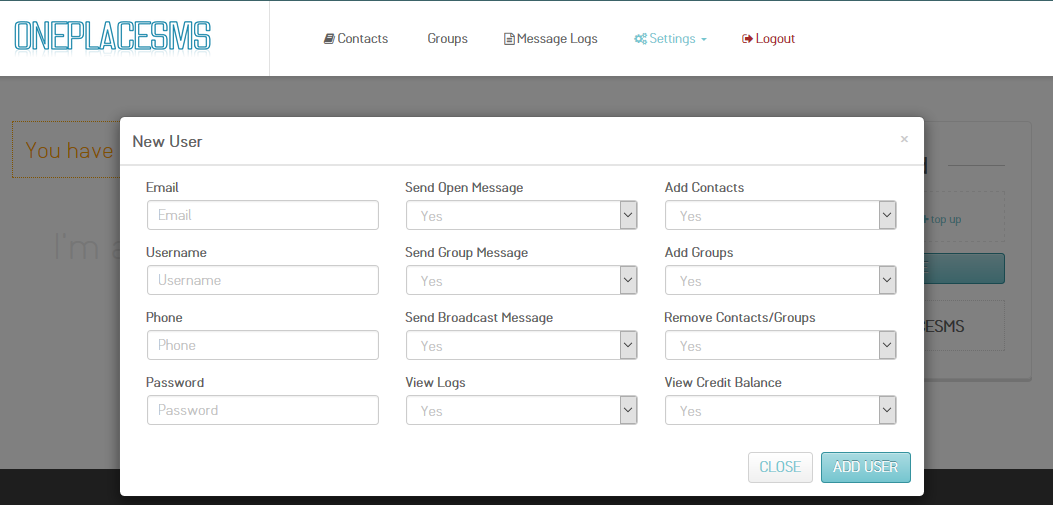 ONEPLACESMS
Contacts Groups Message Logs Settings Logout
You have
New User ×
I'm
top up
Email Send Open Message Add Contacts
Email Yes Yes
Username Send Group Message Add Groups
Username Yes Yes
Phone Send Broadcast Message Remove Contacts/Groups
Phone Yes Yes
CESMS
Password View Logs View Credit Balance
Password Yes Yes
CLOSE ADD USER